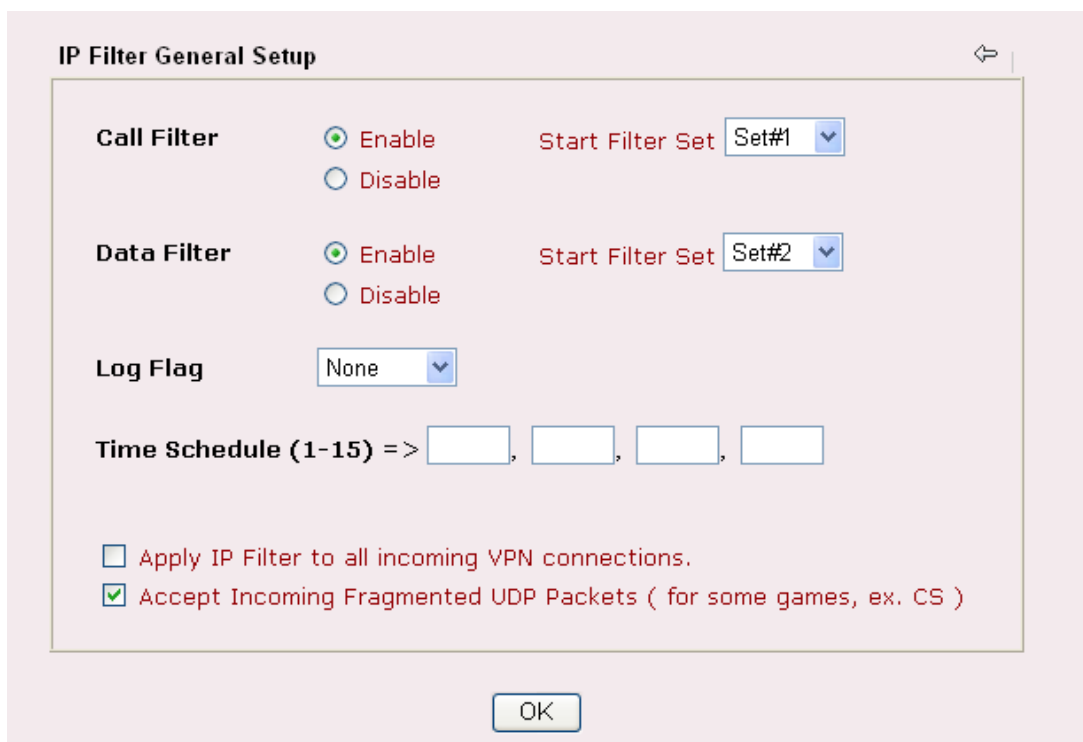 IP Filter General Setup
Call Filter Enable Start Filter Set Set#1
Disable
Data Filter Enable Start Filter Set Set#2
Disable
Log Flag None
Time Schedule (1-15) => , , ,
Apply IP Filter to all incoming VPN connections.
Accept Incoming Fragmented UDP Packets ( for some games, ex. CS )
OK